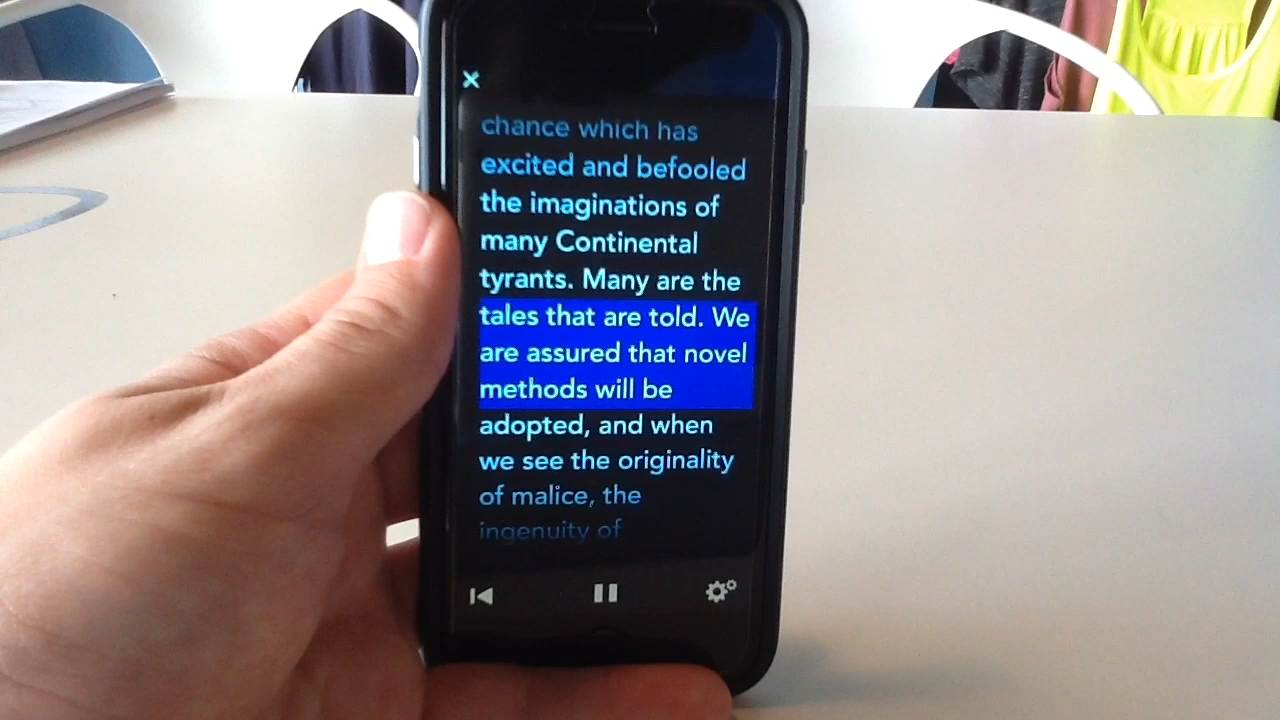 chance which has
excited and befooled
the imaginations of
many Continental
tyrants. Many are the
tales that are told. We
are assured that novel
methods will be
adopted, and when
we see the originality
of malice, the
ingenuity of